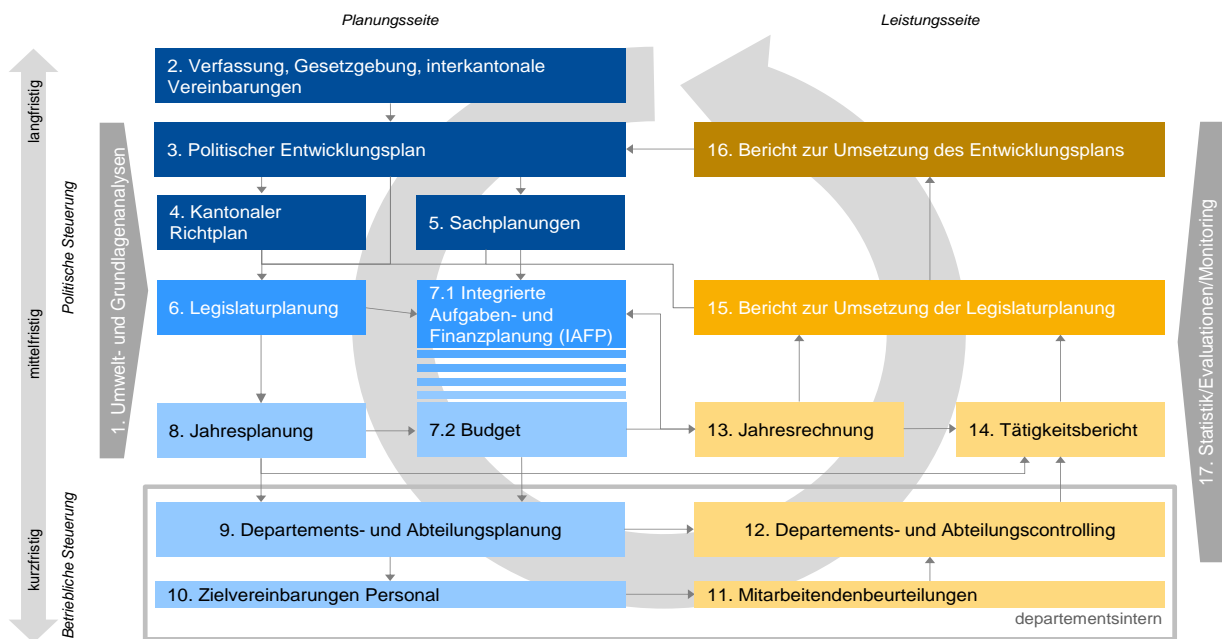 Planungsseite
Leistungsseite
langfristig
mittelfristig
kurzfristig
Politische Steuerung
Betriebliche Steuerung
1. Umwelt- und Grundlagenanalysen
2. Verfassung, Gesetzgebung, interkantonale
Vereinbarungen
3. Politischer Entwicklungsplan
16. Bericht zur Umsetzung des Entwicklungsplans
4. Kantonaler
Richtplan
5. Sachplanungen
6. Legislaturplanung
7.1 Integrierte
Aufgaben- und
Finanzplanung (IAFP)
15. Bericht zur Umsetzung der Legislaturplanung
8. Jahresplanung
7.2 Budget
13. Jahresrechnung
14. Tätigkeitsbericht
9. Departements- und Abteilungsplanung
12. Departements- und Abteilungscontrolling
10. Zielvereinbarungen Personal
11. Mitarbeitendenbeurteilungen
departementsintern
17. Statistik/Evaluationen/Monitoring